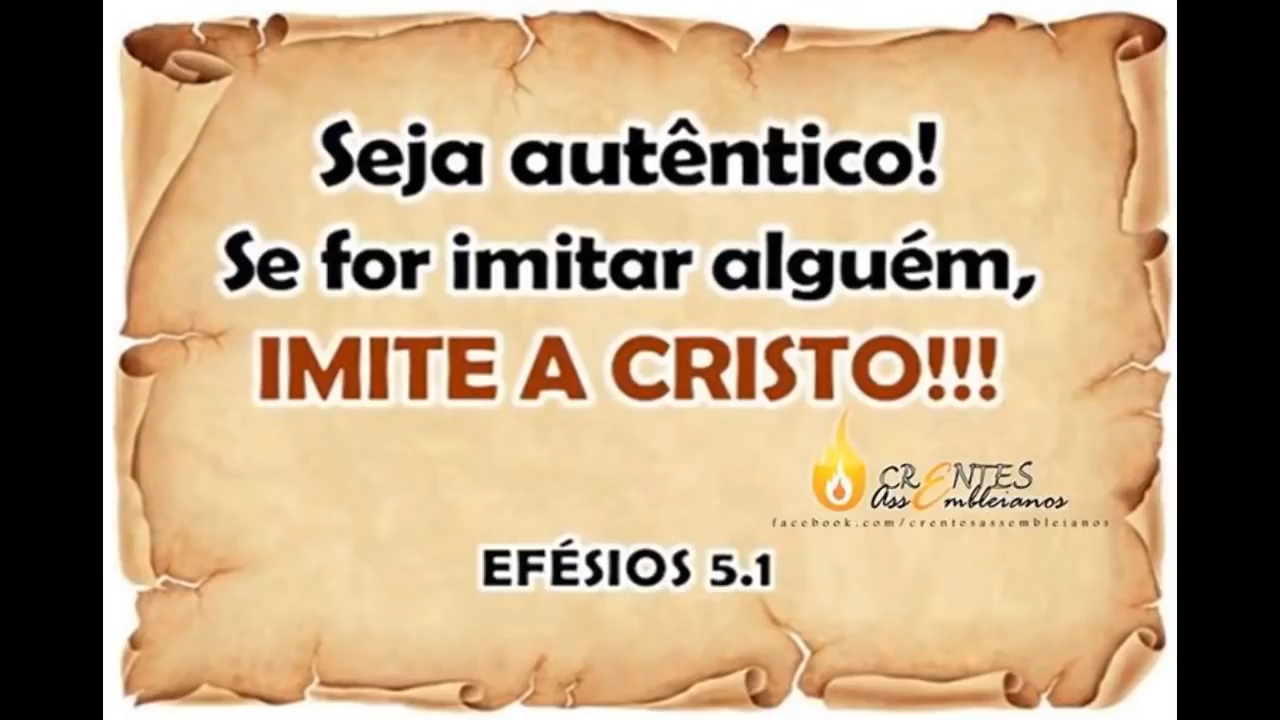 Seja autêntico!
Se for imitar alguém,
IMITE A CRISTO!!!
CRENTES
AssEmbleianos
facebook.com/crentesassembleianos
EFÉSIOS 5.1